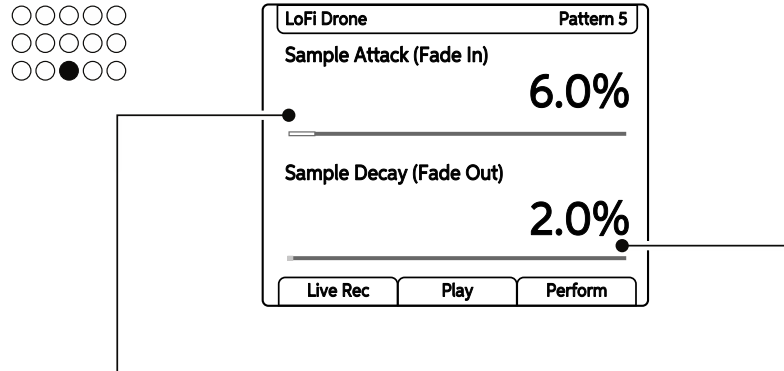 LoFi Drone Pattern 5
Sample Attack (Fade In)
6.0%
Sample Decay (Fade Out)
2.0%
Live Rec Play Perform